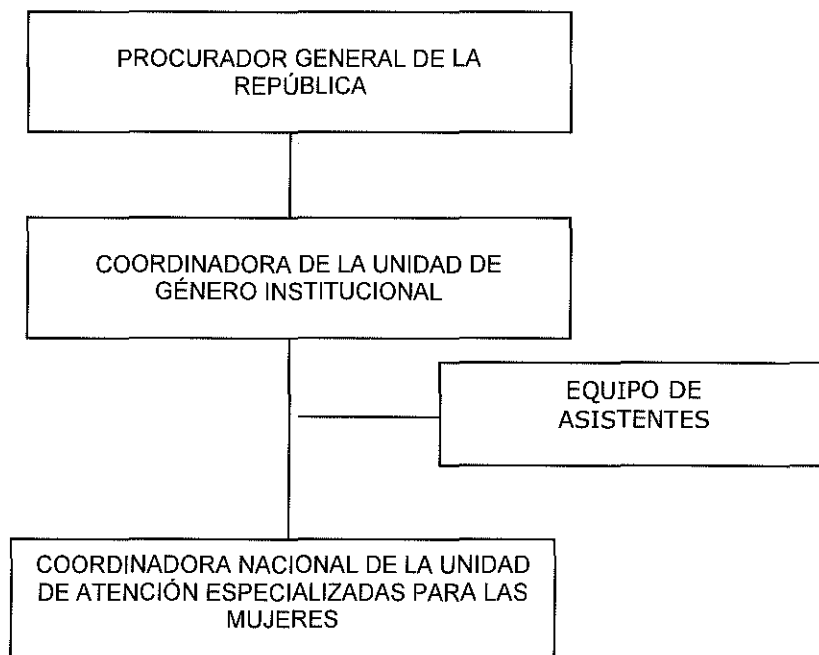 PROCURADOR GENERAL DE LA
REPÚBLICA
COORDINADORA DE LA UNIDAD DE
GÉNERO INSTITUCIONAL
EQUIPO DE
ASISTENTES
COORDINADORA NACIONAL DE LA UNIDAD
DE ATENCIÓN ESPECIALIZADAS PARA LAS
MUJERES